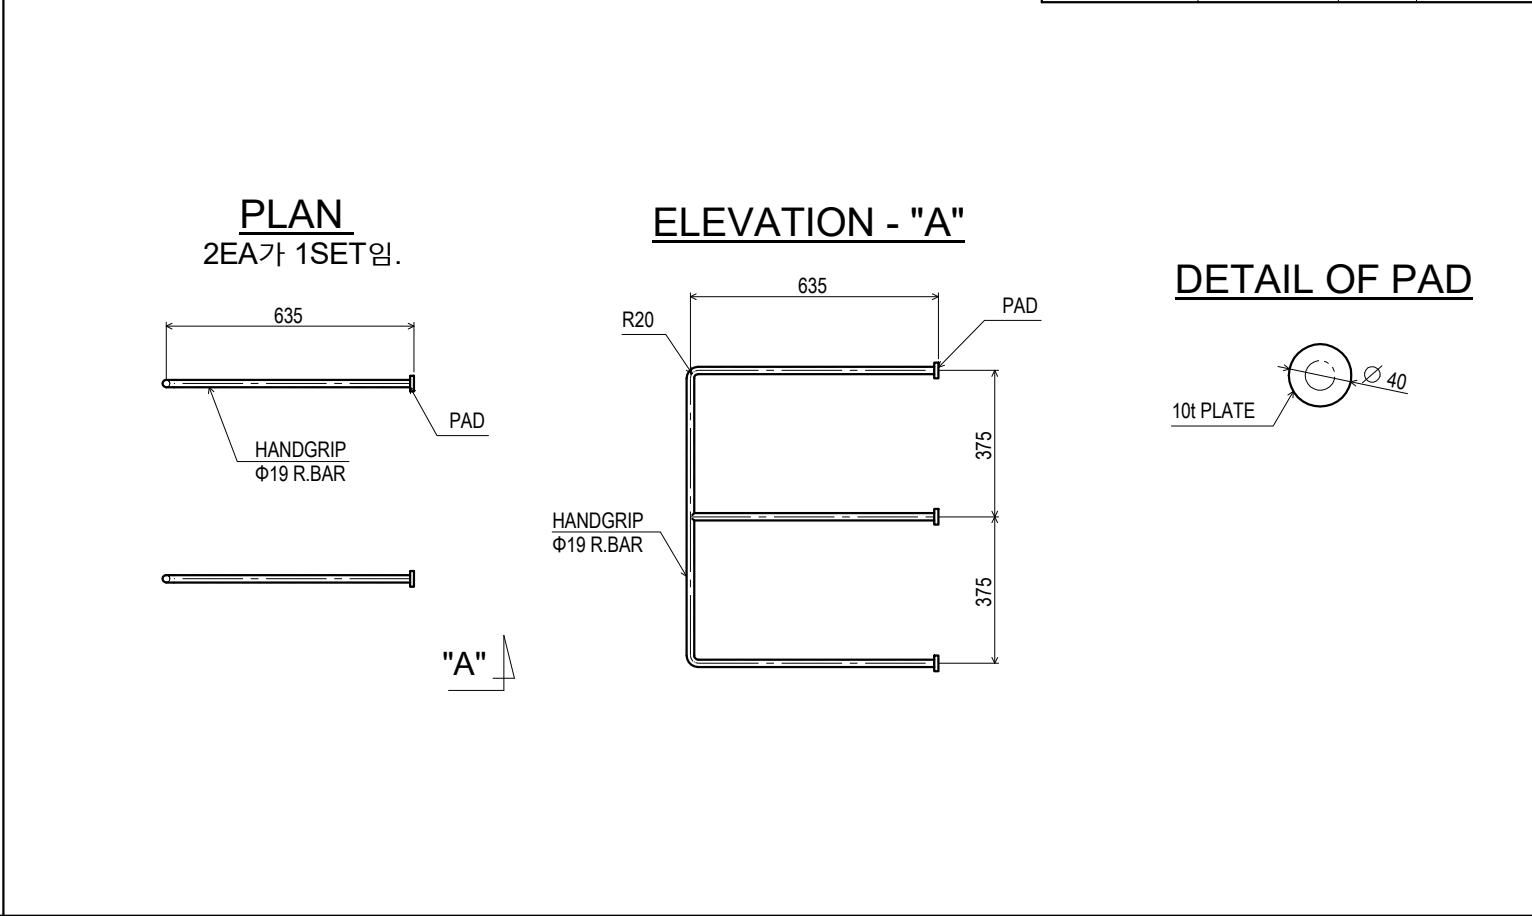 PLAN
2EA가 1SET임.
635
PAD
HANDGRIP
Φ19 R.BAR
"A"
ELEVATION - "A"
635
R20
PAD
375
HANDGRIP
Φ19 R.BAR
375
DETAIL OF PAD
∅ 40
10t PLATE